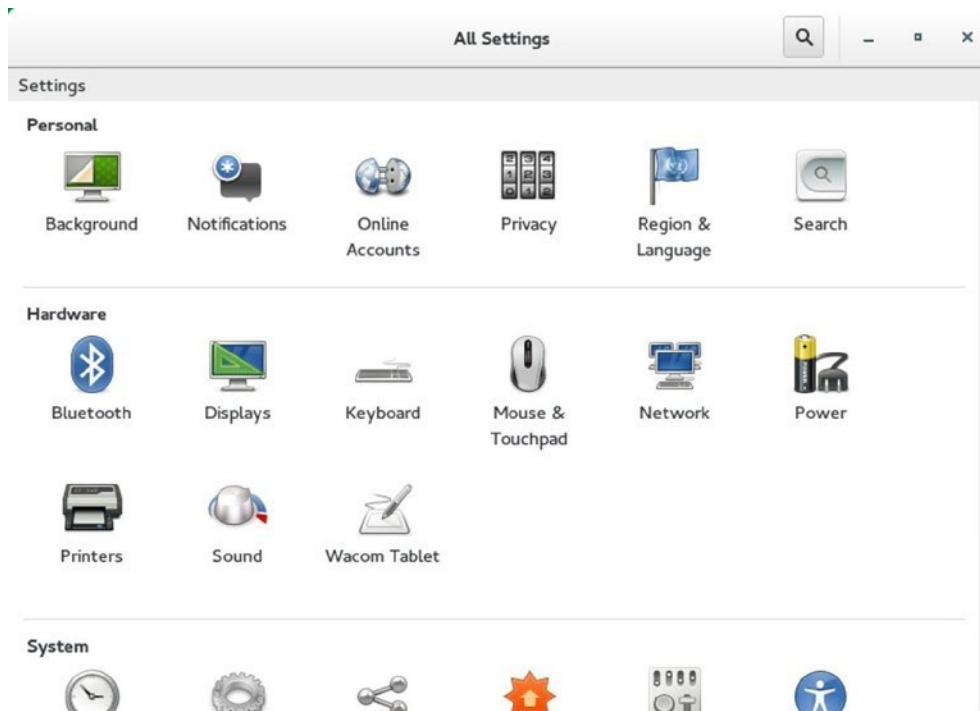 All Settings
Settings
Personal
Background
Notifications
Online
Accounts
Privacy
Region &
Language
Search
Hardware
Bluetooth
Displays
Keyboard
Mouse &
Touchpad
Network
Power
Printers
Sound
Wacom Tablet
System